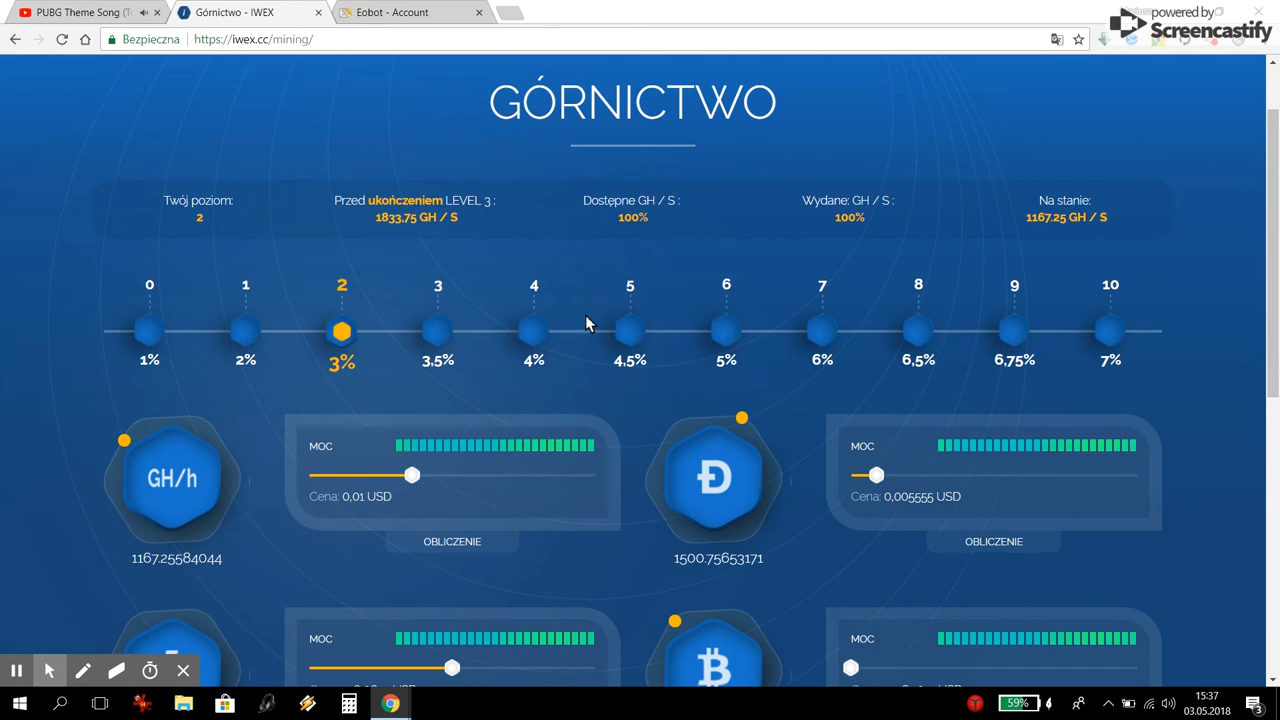 PUBG Theme Song (To
Górnictwo - IWEX
Eobot - Account
powered by
Screencastify
Bezpieczna
https://iwex.cc/mining/
GÓRNICTWO
Twój poziom:
2
Przed ukończeniem LEVEL 3 :
1833.75 GH / S
Dostępne GH / S :
100%
Wydane: GH / S :
100%
Na stanie:
1167.25 GH / S
0 1 2 3 4 5 6 7 8 9 10
1% 2% 3% 3,5% 4% 4,5% 5% 6% 6,5% 6,75% 7%
GH/h
1167.25584044
MOC
Cena: 0,01 USD
OBLICZENIE
Đ
1500.75653171
MOC
Cena: 0,005555 USD
OBLICZENIE
MOC
MOC
59%
15:37
03.05.2018
3